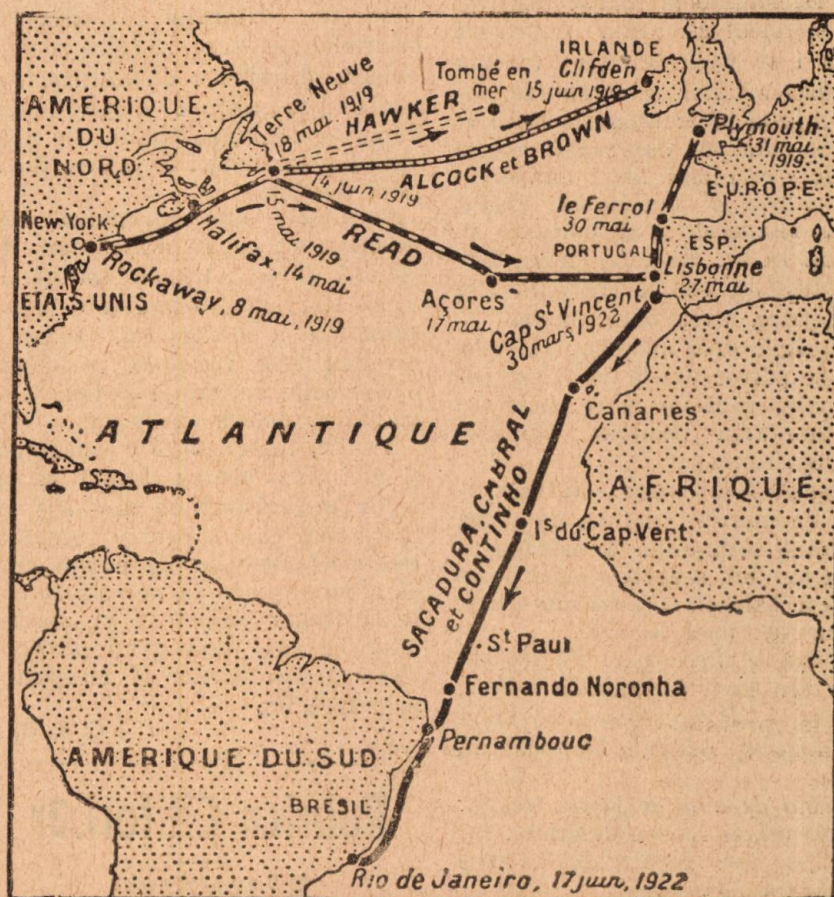 AMERIQUE
DU
NORD
Terre Neuve
18 mai 1919
HAWKER
Tombé en
mer
15 juin 1919
IRLANDE
Clifden
ALCOCK et BROWN
14 juin, 1919
Plymouth
31 mai
1919
EUROPE
le Ferrol
30 mai
PORTUGAL
ESP.
Lisbonne
27 mai
New-York
Rockaway, 8 mai, 1919
Halifax, 14 mai
15 mai 1919
READ
ETATS-UNIS
Açores
17 mai
Cap St Vincent
30 mars, 1922
Canaries
ATLANTIQUE
AFRIQUE
SACADURA, CABRAL
et CONTINHO
Is du Cap Vert
St Paul
Fernando Noronha
Pernambouc
AMERIQUE DU SUD
BRÉSIL
Rio de Janeiro, 17 juin, 1922